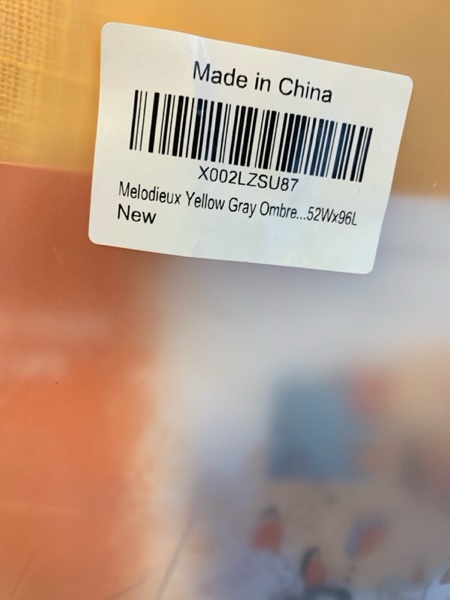 Made in China
X002LZSU87
Melodieux Yellow Gray Ombre...52Wx96L
New